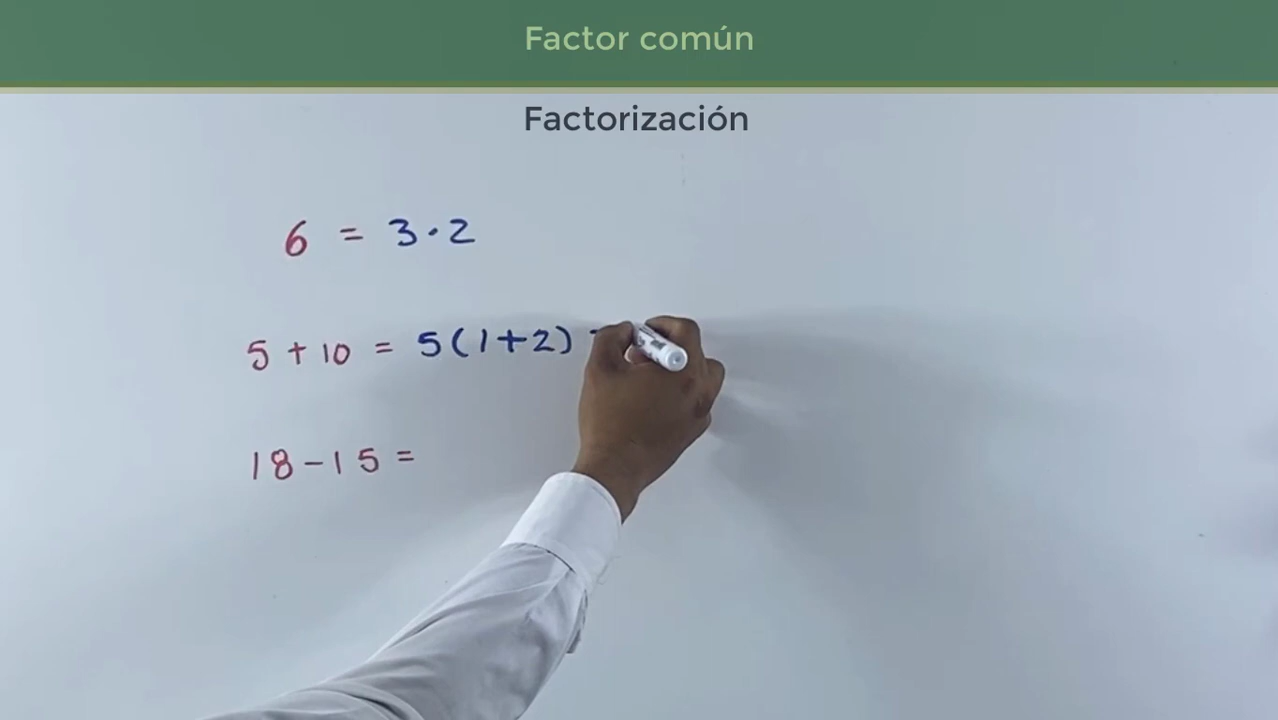 Factor común
Factorización
6 = 3·2
5 + 10 = 5(1+2)
18-15 =